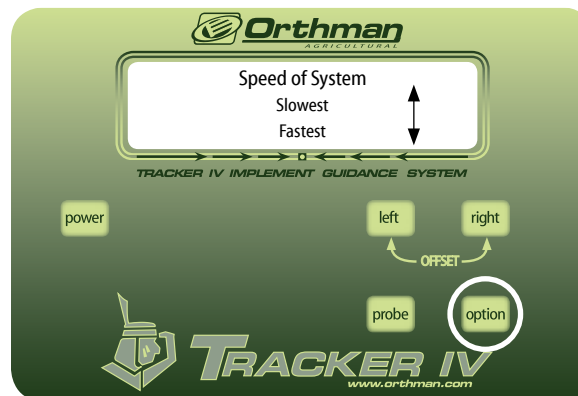 Orthman
AGRICULTURAL
Speed of System
Slowest
Fastest
TRACKER IV IMPLEMENT GUIDANCE SYSTEM
power
left
right
OFFSET
probe
option
TRACKER IV
www.orthman.com